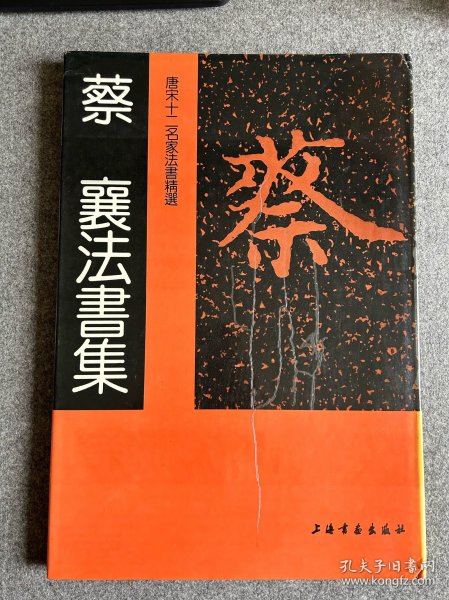 蔡襄法書集
唐宋十二名家法書精選
蔡
上海書畫出版社
孔夫子旧书网
www.kongfz.com